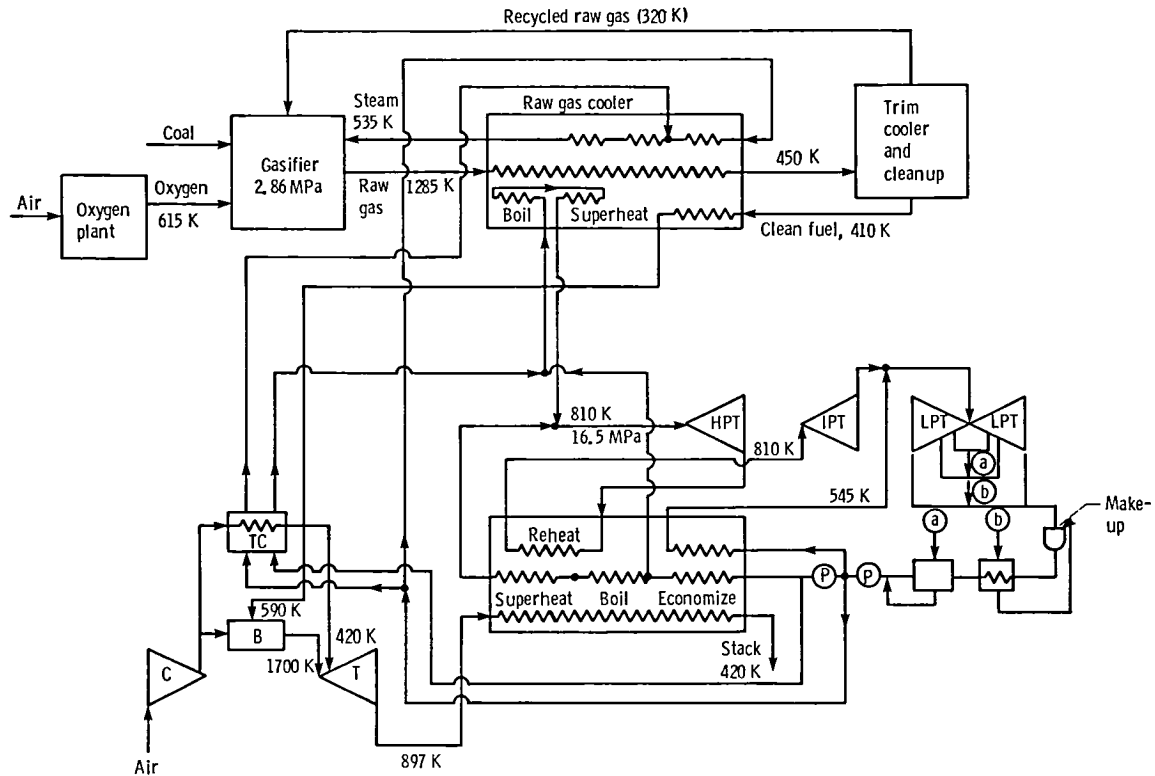 Recycled raw gas (320 K)
Steam
535 K
Raw gas cooler
Trim
cooler
and
cleanup
Coal
Gasifier
2.86 MPa
450 K
Air
Oxygen
plant
Oxygen
615 K
Raw
gas
1285 K
Boil
Superheat
Clean fuel, 410 K
810 K
16.5 MPa
HPT
IPT
LPT
LPT
810 K
a
b
545 K
a
b
Make-
up
Reheat
TC
P
P
Superheat
Boil
Economize
590 K
B
420 K
1700 K
C
T
Stack
420 K
897 K
Air